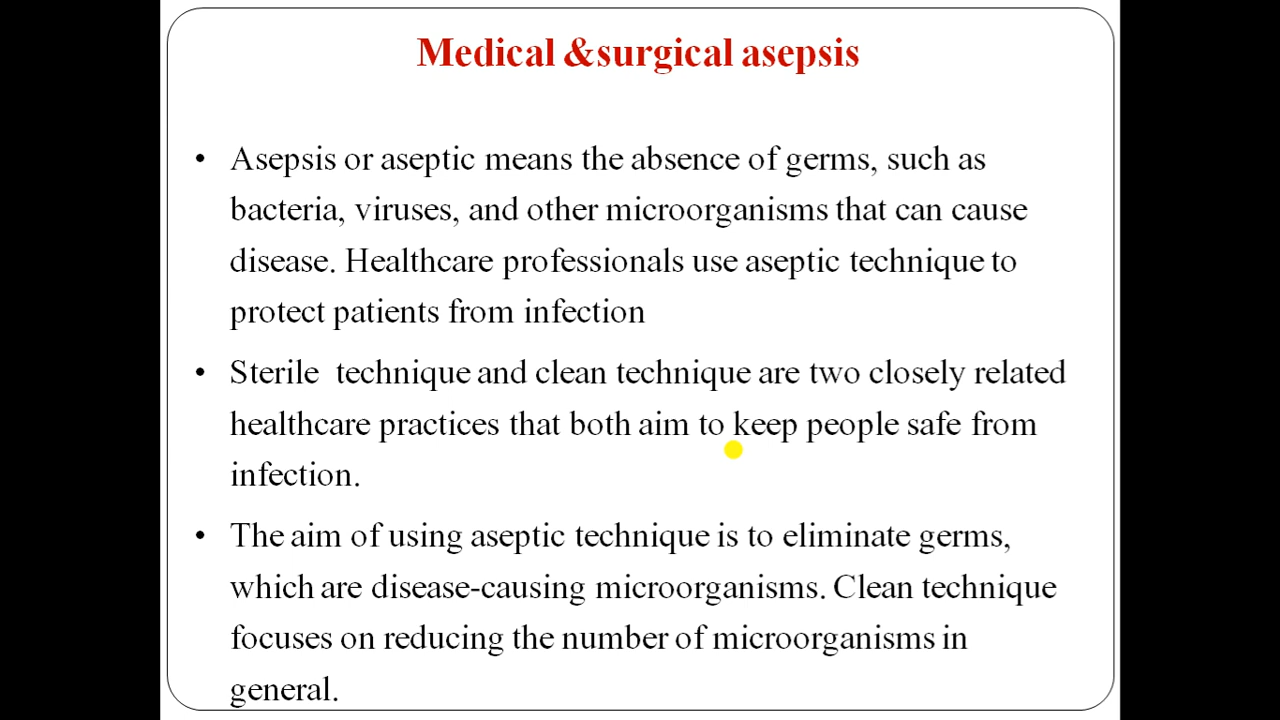 Medical &surgical asepsis
• Asepsis or aseptic means the absence of germs, such as
bacteria, viruses, and other microorganisms that can cause
disease. Healthcare professionals use aseptic technique to
protect patients from infection
• Sterile  technique and clean technique are two closely related
healthcare practices that both aim to keep people safe from
infection.
• The aim of using aseptic technique is to eliminate germs,
which are disease-causing microorganisms. Clean technique
focuses on reducing the number of microorganisms in
general.